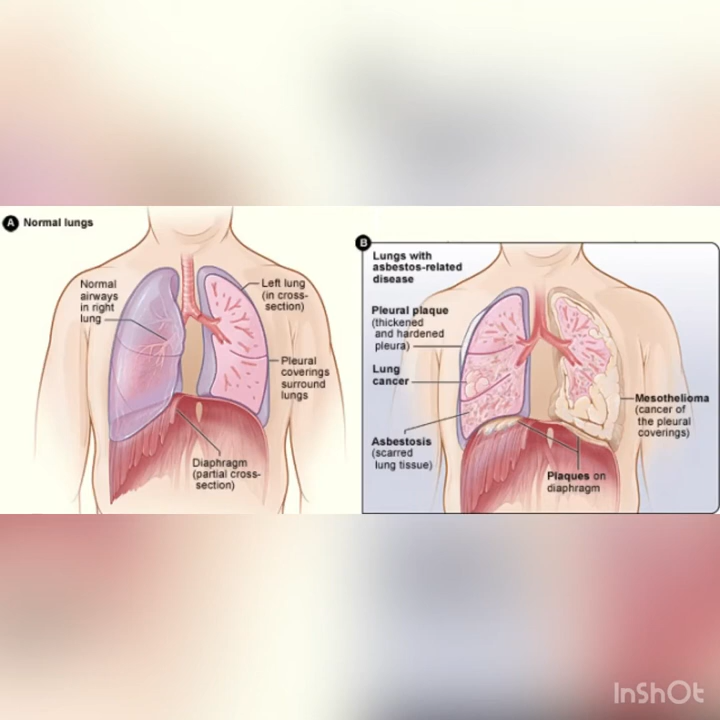 A Normal lungs
Normal
airways
in right
lung
Left lung
(in cross-
section)
Pleural
coverings
surround
lungs
Diaphragm
(partial cross-
section)
B
Lungs with
asbestos-related
disease
Pleural plaque
(thickened
and hardened
pleura)
Lung
cancer
Asbestosis
(scarred
lung tissue)
Mesothelioma
(cancer of
the pleural
coverings)
Plaques on
diaphragm
InShOt